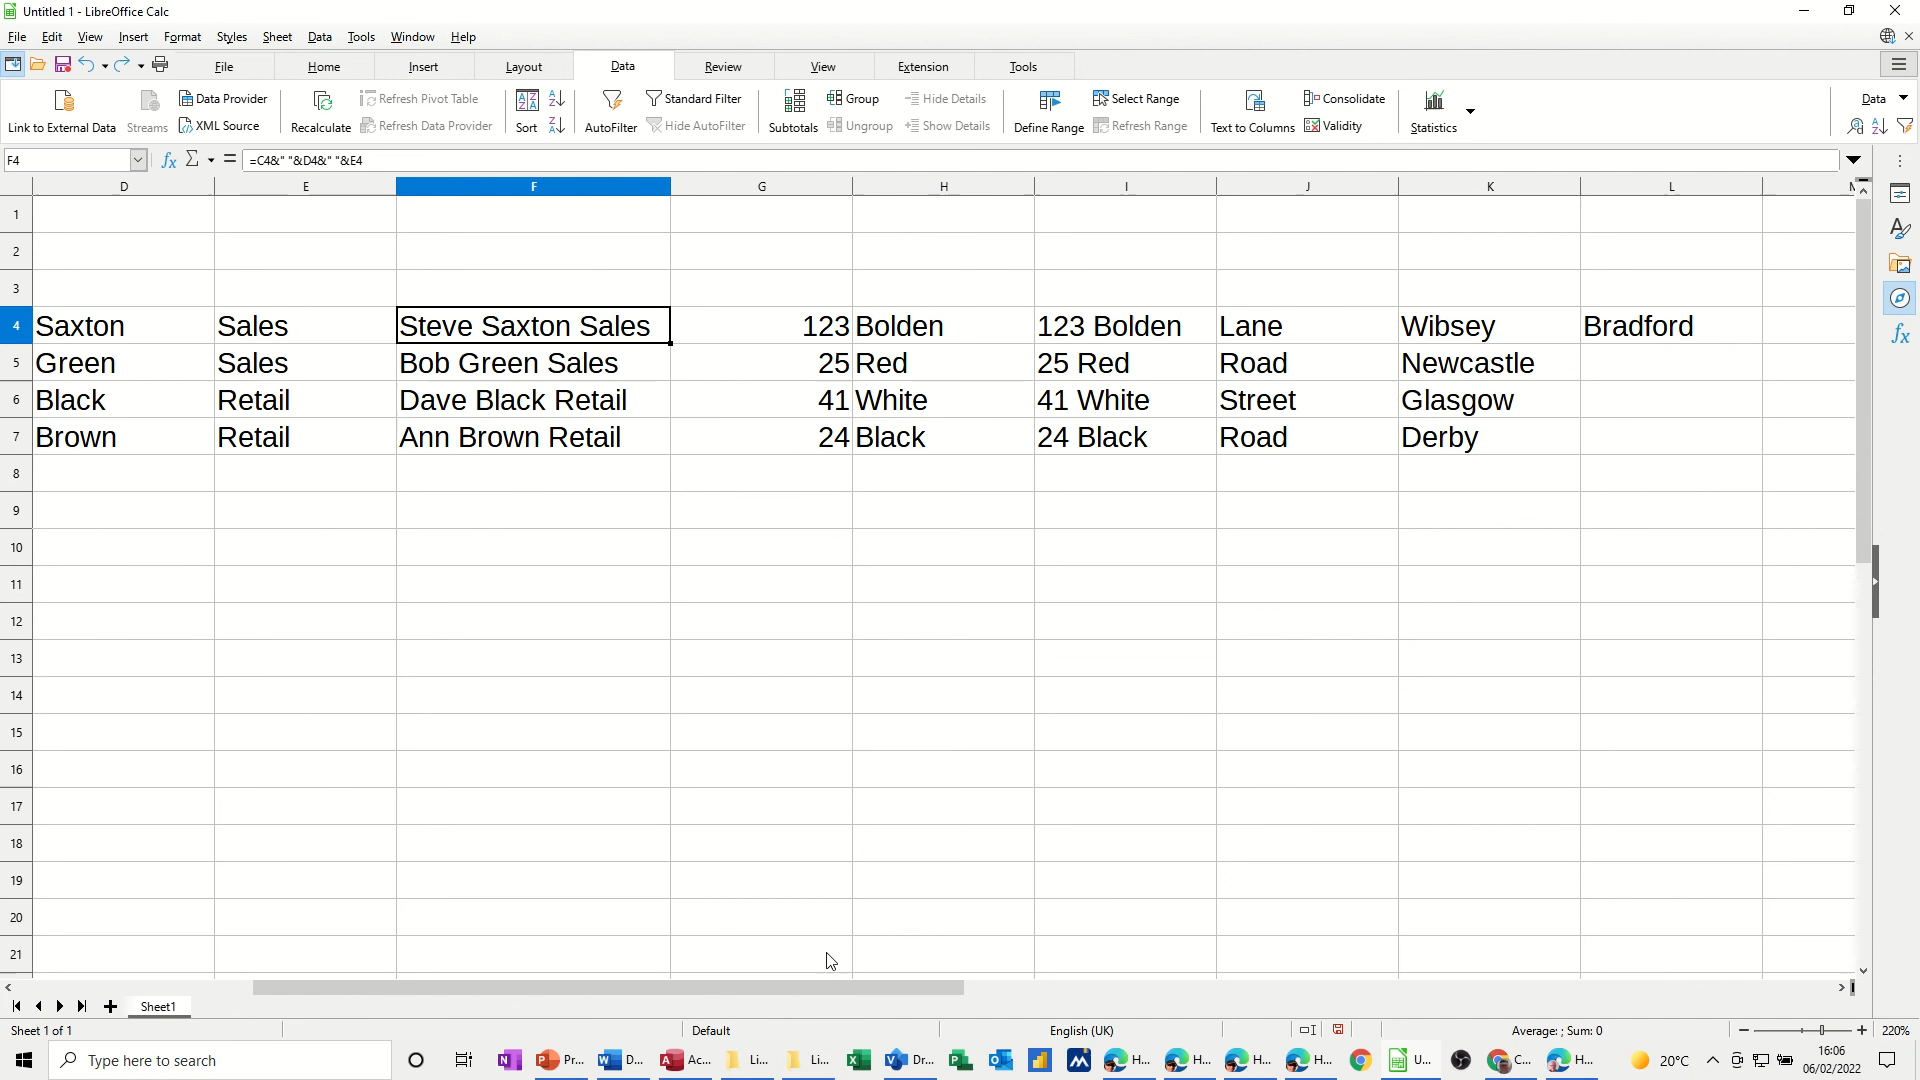 Untitled 1 - LibreOffice Calc
File Edit View Insert Format Styles Sheet Data Tools Window Help
File Home Insert Layout Data Review View Extension Tools
Link to External Data Streams Data Provider XML Source Recalculate Refresh Pivot Table Refresh Data Provider Sort AutoFilter Standard Filter Hide AutoFilter Subtotals Group Ungroup Hide Details Show Details Define Range Select Range Refresh Range Text to Columns Consolidate Validity Statistics Data
F4 =C4&" "&D4&" "&E4
D E F G H I J K L M
1
2
3
4 Saxton Sales Steve Saxton Sales 123 Bolden 123 Bolden Lane Wibsey Bradford
5 Green Sales Bob Green Sales 25 Red 25 Red Road Newcastle
6 Black Retail Dave Black Retail 41 White 41 White Street Glasgow
7 Brown Retail Ann Brown Retail 24 Black 24 Black Road Derby
8
9
10
11
12
13
14
15
16
17
18
19
20
21
Sheet1
Sheet 1 of 1 Default English (UK) Average: ; Sum: 0 220%
Type here to search Pr... D... Ac... Li... Li... Dr... H... H... H... H... U... C... H... 20°C 16:06
06/02/2022